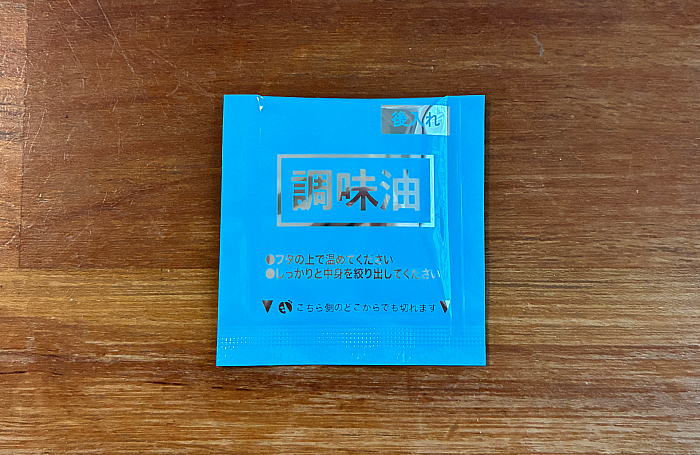 後入れ
調味油
●フタの上で温めてください
●しっかりと中身を絞り出してください
▼ こちら側のどこからでも切れます ▼